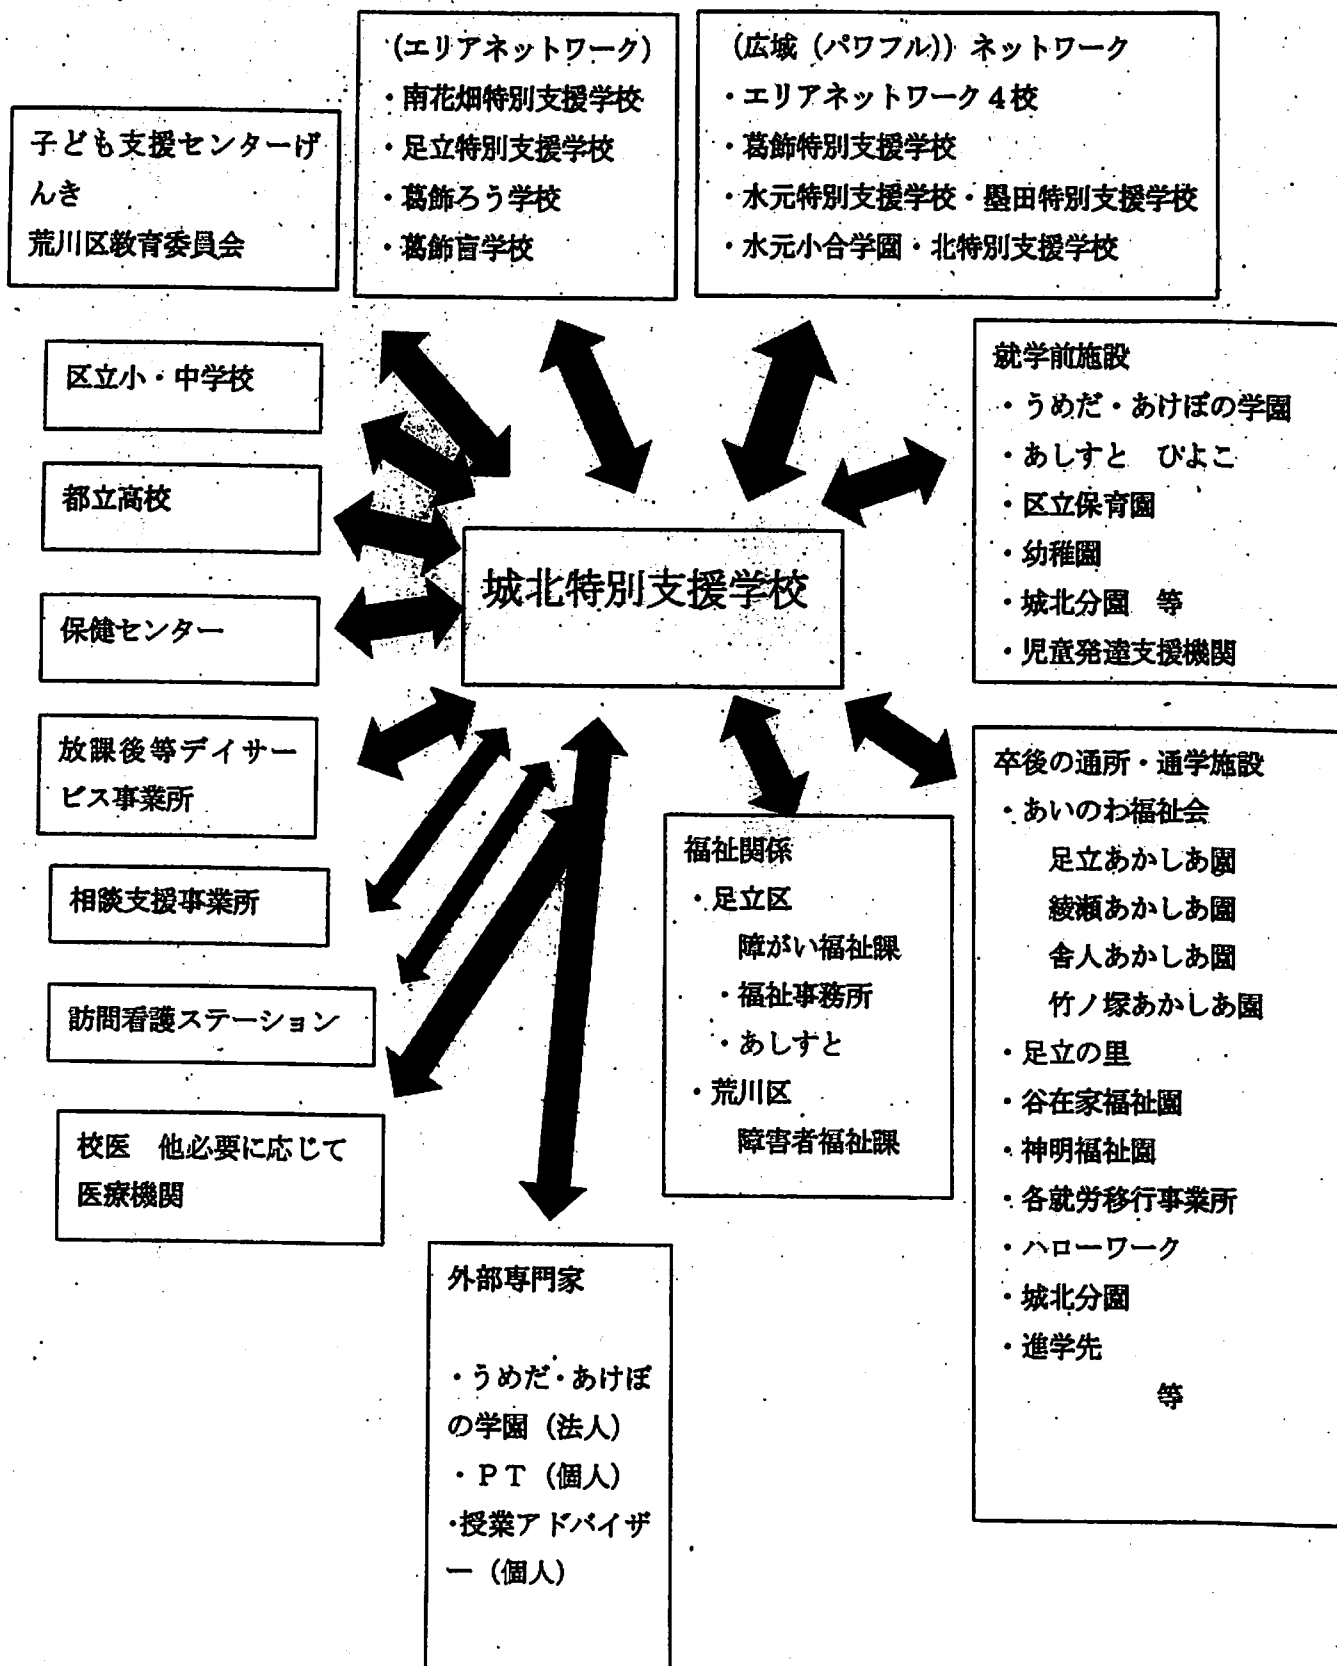 (エリアネットワーク)
・南花畑特別支援学校
・足立特別支援学校
・葛飾ろう学校
・葛飾盲学校
(広域(パワフル))ネットワーク
・エリアネットワーク4校
・葛飾特別支援学校
・水元特別支援学校・墨田特別支援学校
・水元小合学園・北特別支援学校
子ども支援センターげ
んき
荒川区教育委員会
区立小・中学校
都立高校
保健センター
放課後等デイサー
ビス事業所
相談支援事業所
訪問看護ステーション
校医 他必要に応じて
医療機関
城北特別支援学校
就学前施設
・うめだ・あけぼの学園
・あしすと ひよこ
・区立保育園
・幼稚園
・城北分園 等
・児童発達支援機関
福祉関係
・足立区
障がい福祉課
・福祉事務所
・あしすと
・荒川区
障害者福祉課
卒後の通所・通学施設
・あいのわ福祉会
足立あかしあ園
綾瀬あかしあ園
舎人あかしあ園
竹ノ塚あかしあ園
・足立の里
・谷在家福祉園
・神明福祉園
・各就労移行事業所
・ハローワーク
・城北分園
・進学先
等
外部専門家
・うめだ・あけぼ
の学園(法人)
・PT(個人)
・授業アドバイザ
ー(個人)